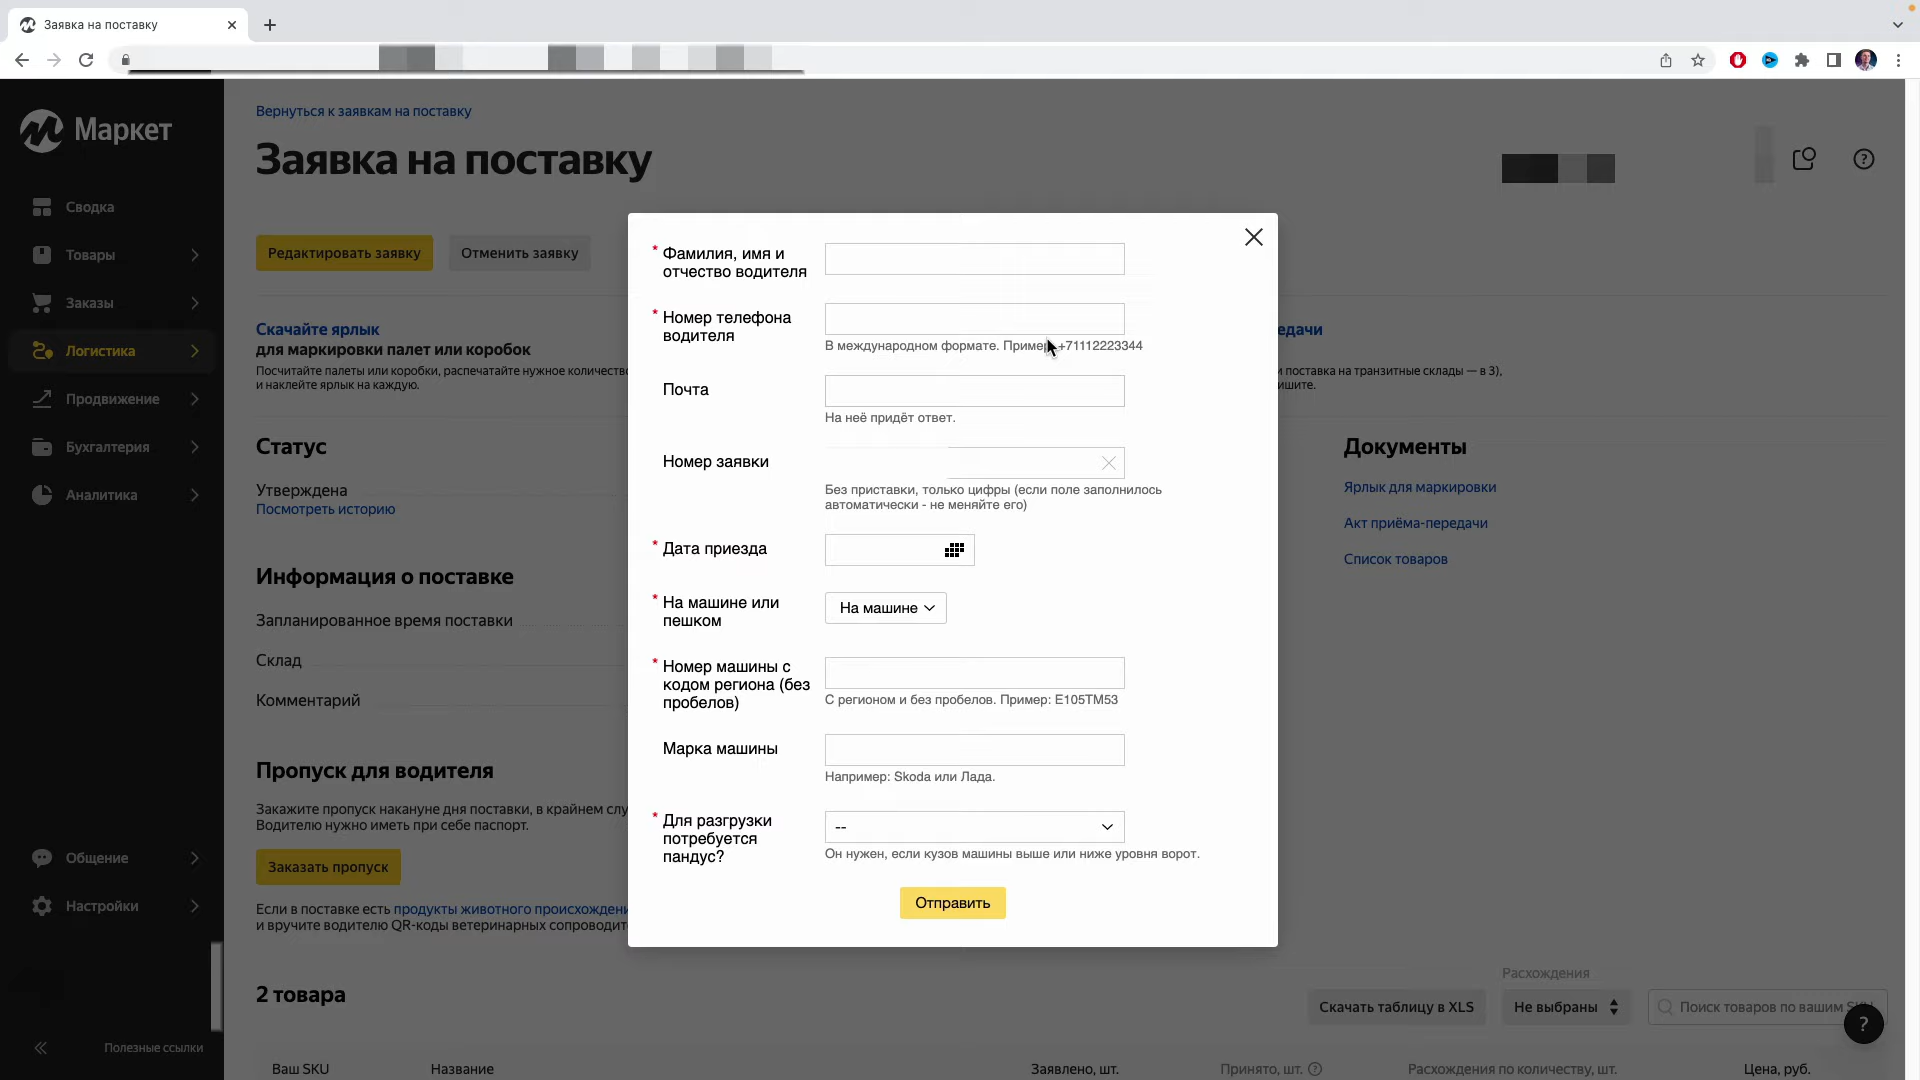 Заявка на поставку
Маркет
Сводка
Товары
Заказы
Логистика
Продвижение
Бухгалтерия
Аналитика
Общение
Настройки
Полезные ссылки
Вернуться к заявкам на поставку
Заявка на поставку
Редактировать заявку
Отменить заявку
Скачайте ярлык
для маркировки палет или коробок
Посчитайте палеты или коробки, распечатайте нужное количество
и наклейте ярлык на каждую.
Статус
Утверждена
Посмотреть историю
Информация о поставке
Запланированное время поставки
Склад
Комментарий
Пропуск для водителя
Закажите пропуск накануне дня поставки, в крайнем слу
Водителю нужно иметь при себе паспорт.
Заказать пропуск
Если в поставке есть продукты животного происхождени
и вручите водителю QR-коды ветеринарных сопроводит
* Фамилия, имя и
отчество водителя
* Номер телефона
водителя
В международном формате. Пример: +71112223344
Почта
На неё придёт ответ.
Номер заявки
Без приставки, только цифры (если поле заполнилось
автоматически - не меняйте его)
* Дата приезда
* На машине или
пешком
На машине
* Номер машины с
кодом региона (без
пробелов)
С регионом и без пробелов. Пример: E105TM53
Марка машины
Например: Skoda или Лада.
* Для разгрузки
потребуется
пандус?
--
Он нужен, если кузов машины выше или ниже уровня ворот.
Отправить
едачи
и поставка на транзитные склады — в 3),
ишите.
Документы
Ярлык для маркировки
Акт приёма-передачи
Список товаров
2 товара
Скачать таблицу в XLS
Расхождения
Не выбраны
Поиск товаров по вашим
?
Ваш SKU
Название
Заявлено, шт.
Принято, шт. ?
Расхождения по количеству, шт.
Цена, руб.